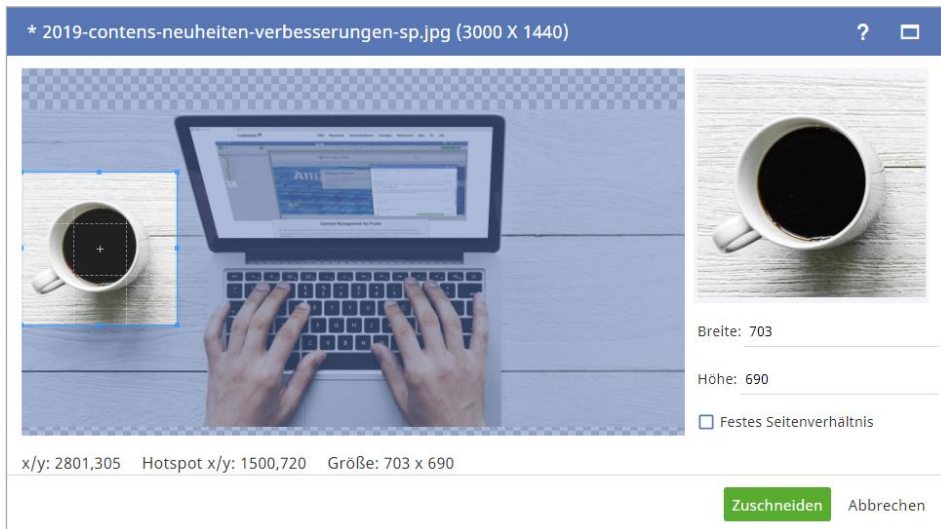 * 2019-contens-neuheiten-verbesserungen-sp.jpg (3000 X 1440)
?
Breite: 703
Höhe: 690
Festes Seitenverhältnis
x/y: 2801,305 Hotspot x/y: 1500,720 Größe: 703 x 690
Zuschneiden Abbrechen